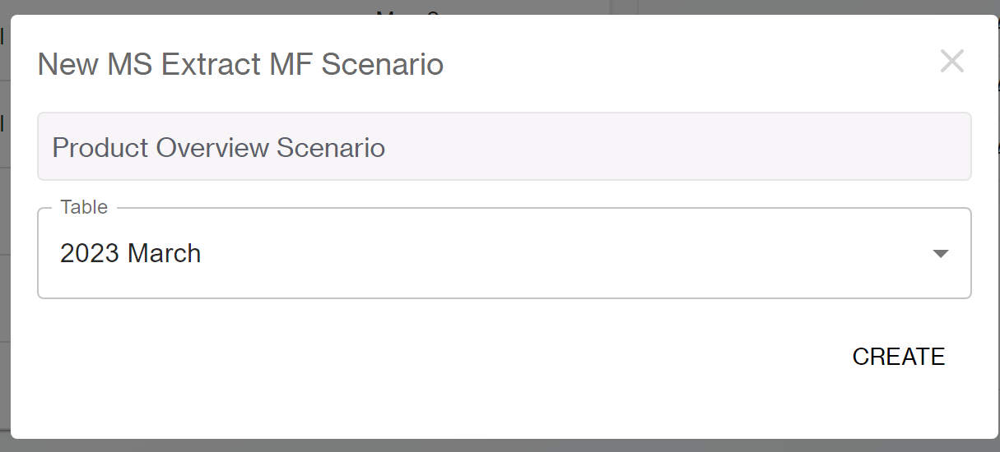 New MS Extract MF Scenario
Product Overview Scenario
Table
2023 March
CREATE